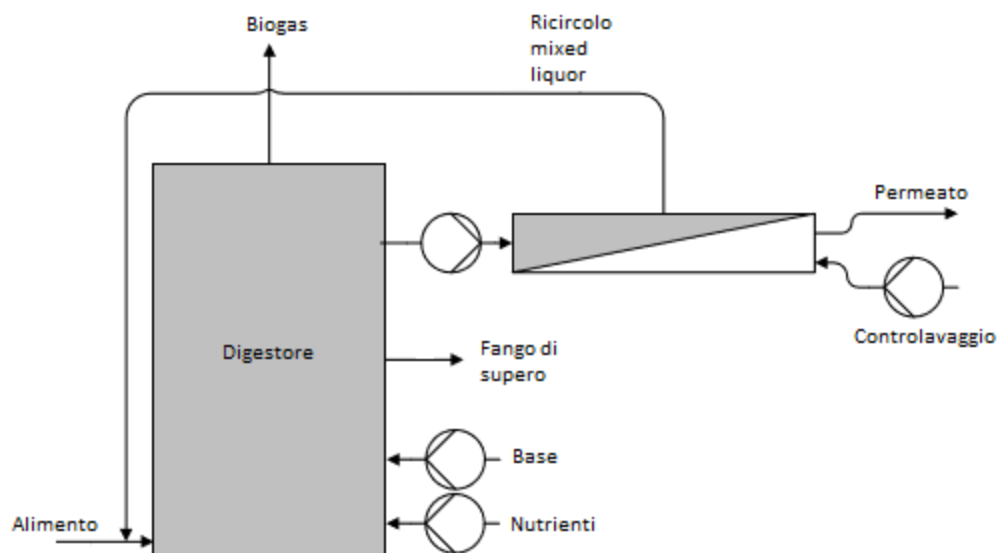 Biogas
Ricircolo
mixed
liquor
Permeato
Controlavaggio
Digestore
Fango di
supero
Base
Alimento
Nutrienti